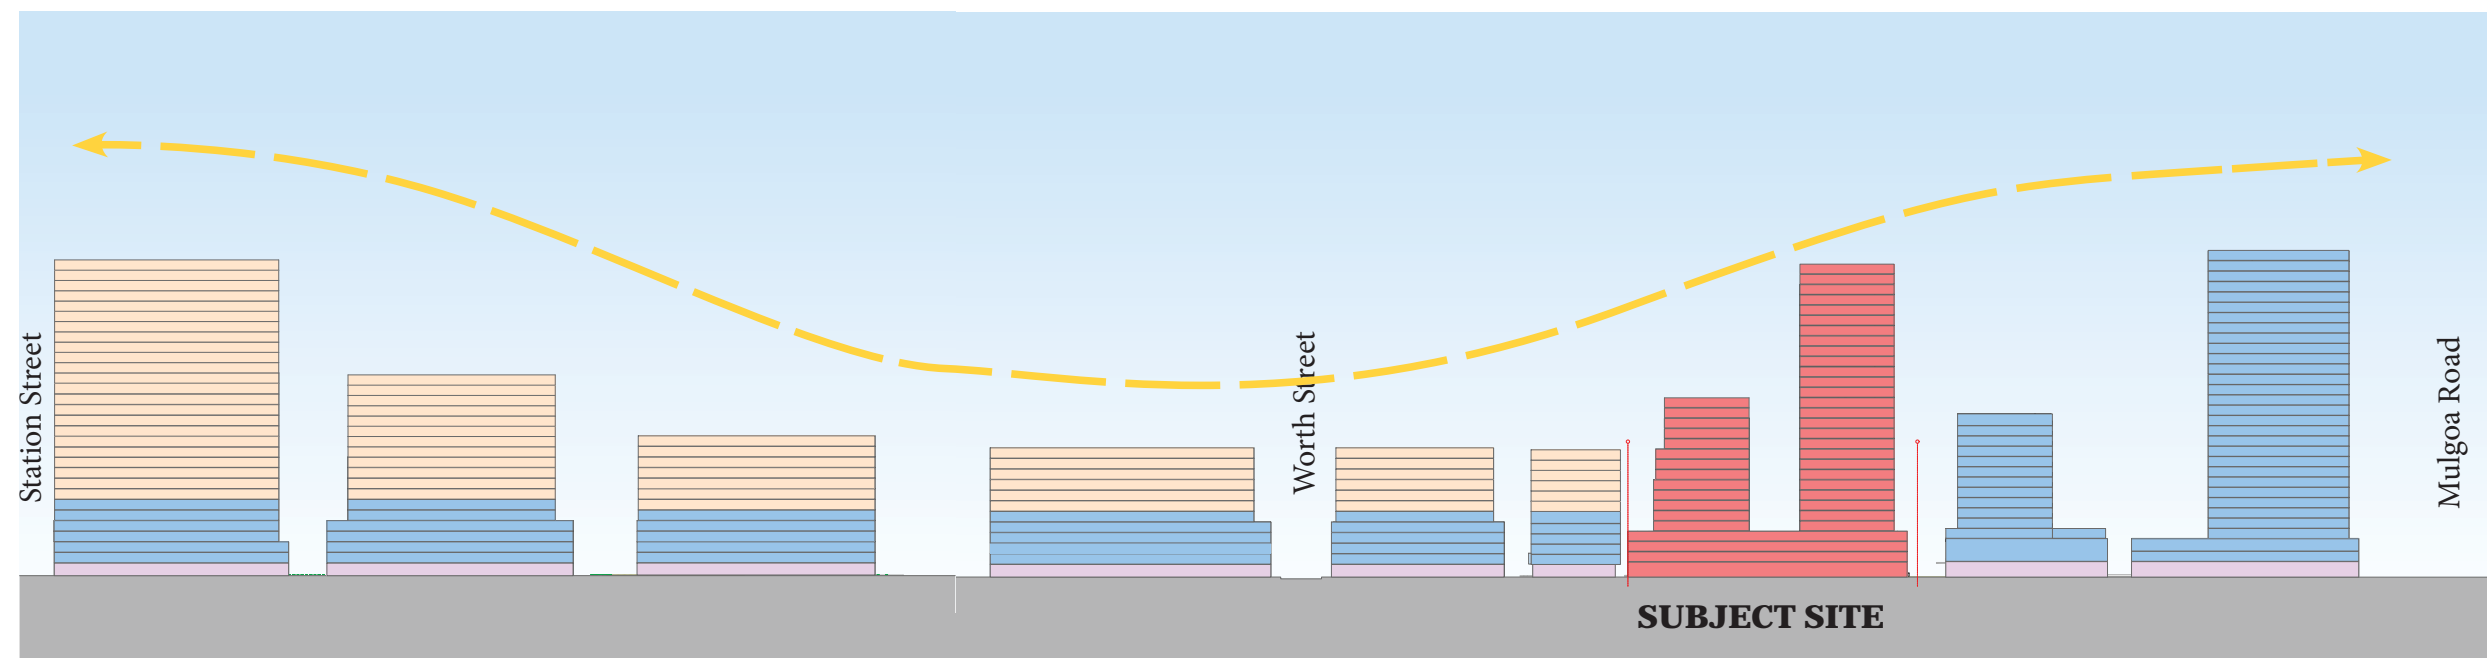 Station Street
Worth Street
Mulgoa Road
SUBJECT SITE